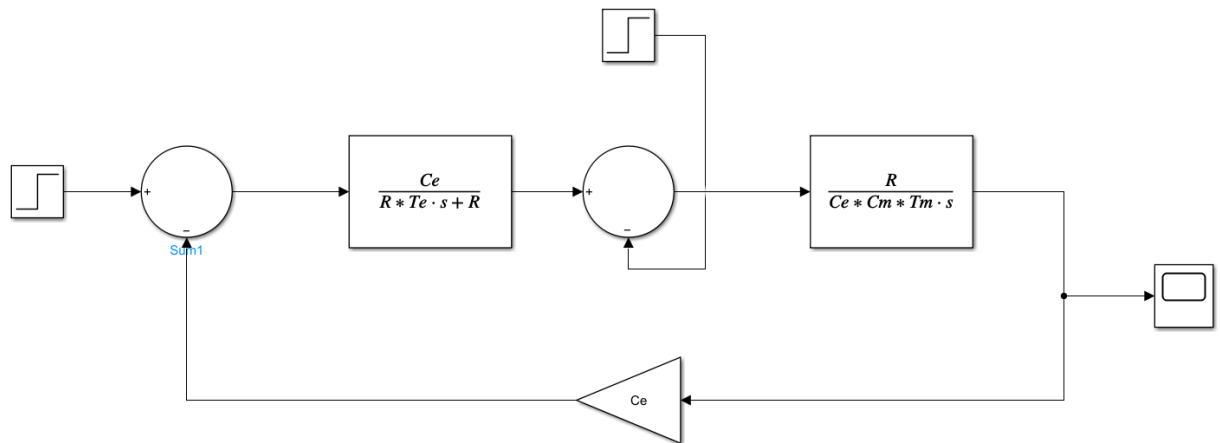 +
−
Sum1
Ce
R * Te · s + R
+
−
R
Ce * Cm * Tm · s
Ce